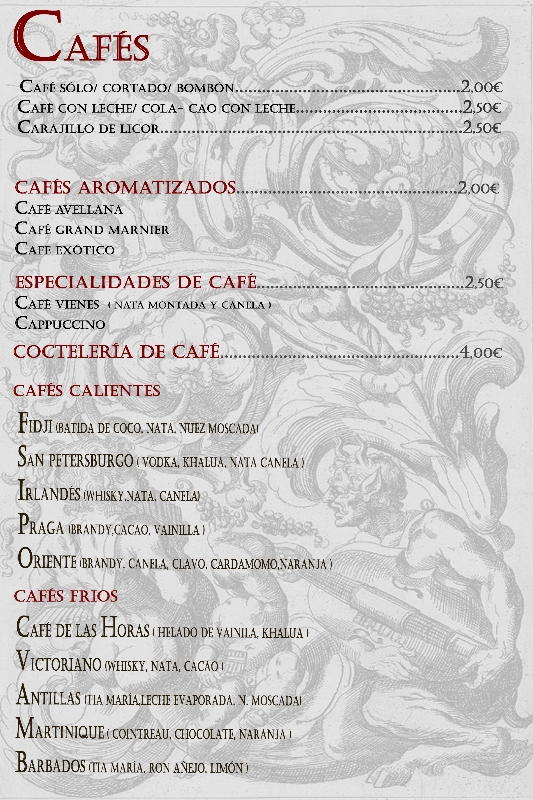 Cafés
Café sólo/ cortado/ bombón..............................................2,00€
Café con leche/ cola- cao con leche..................................2,50€
Carajillo de licor.............................................................2,50€
Cafés aromatizados.............................................2,00€
Café avellana
Café Grand Marnier
Café exótico
Especialidades de café..........................................2,50€
Café vienes ( nata montada y canela )
Cappuccino
Coctelería de café.................................................4,00€
Cafés calientes
Fidji (batida de coco, nata, nuez moscada)
San Petersburgo ( vodka, khalua, nata canela )
Irlandés (whisky,nata, canela)
Praga (brandy,cacao, vainilla )
Oriente (brandy, canela, clavo, cardamomo,naranja )
Cafés frios
Café de las Horas ( helado de vainila, khalua )
Victoriano (whisky, nata, cacao )
Antillas (tia maría,leche evaporada, n. moscada)
Martinique ( cointreau, chocolate, naranja )
Barbados (tia maría, ron añejo, limón )